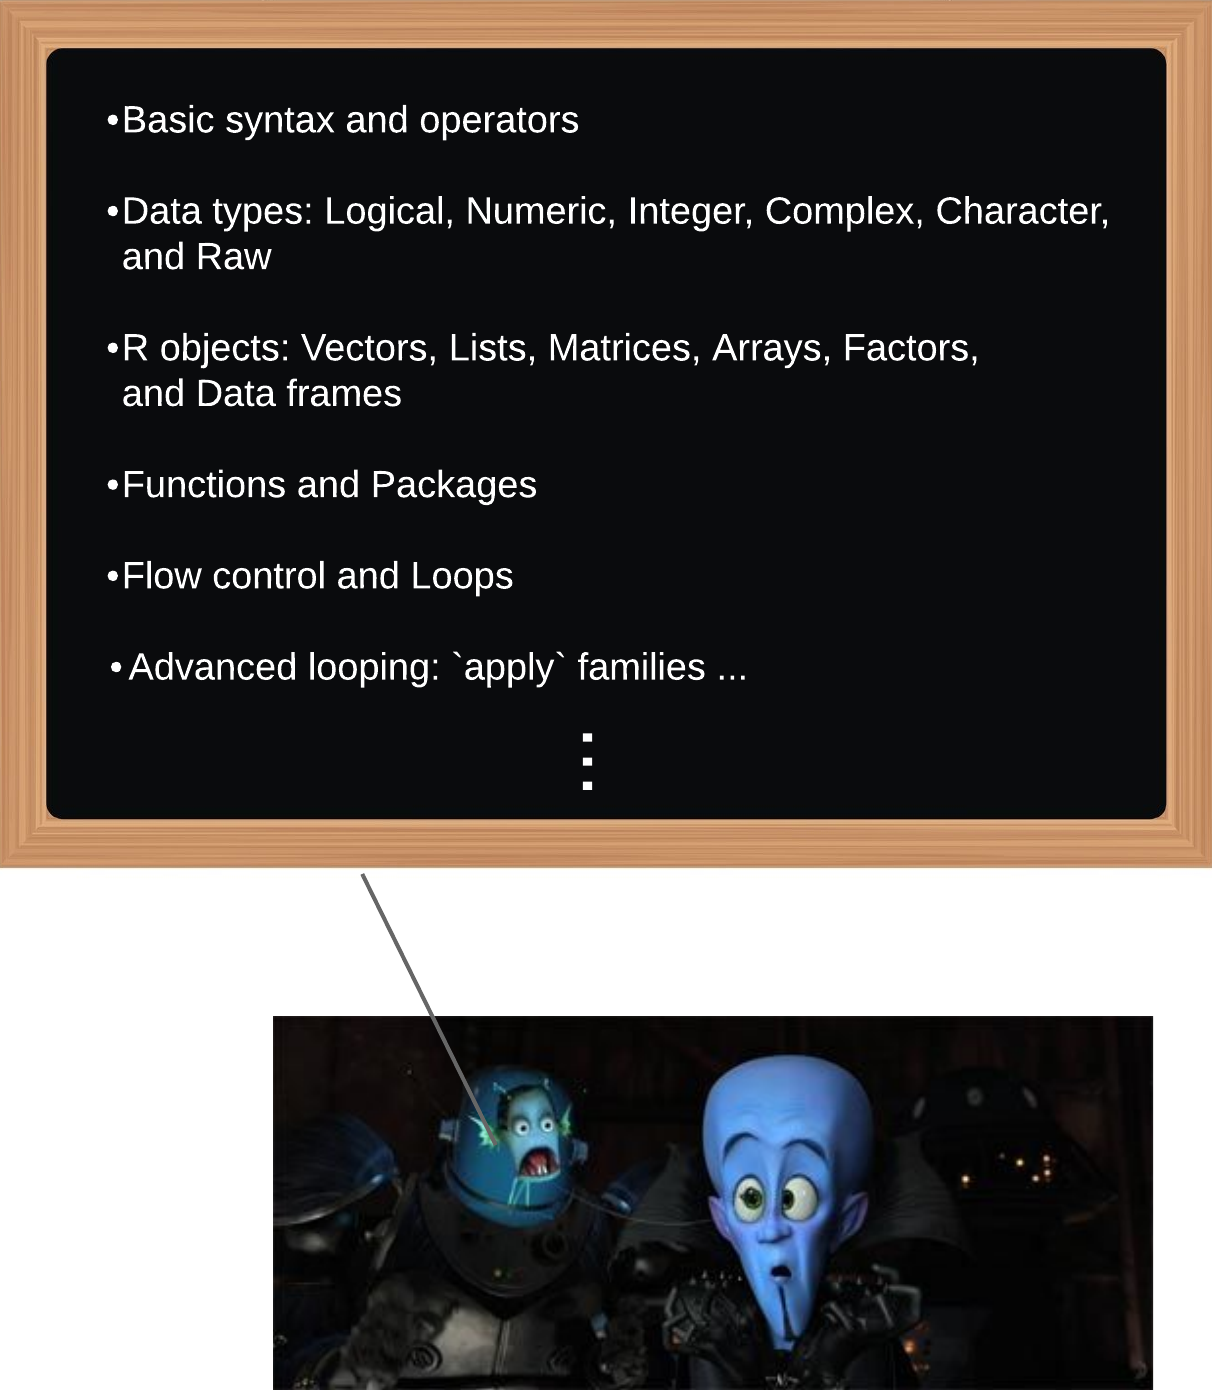 •Basic syntax and operators
•Data types: Logical, Numeric, Integer, Complex, Character,
and Raw
•R objects: Vectors, Lists, Matrices, Arrays, Factors,
and Data frames
•Functions and Packages
•Flow control and Loops
• Advanced looping: `apply` families ...